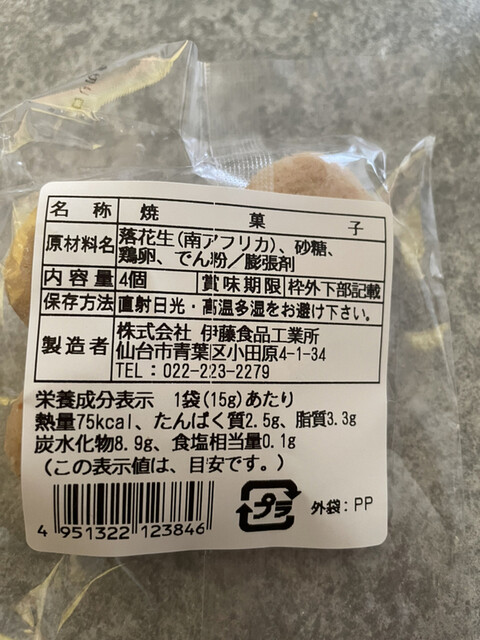 名称 焼菓子
原材料名 落花生(南アフリカ)、砂糖、
鶏卵、でん粉／膨張剤
内容量 4個 賞味期限 枠外下部記載
保存方法 直射日光・高温多湿をお避け下さい。
製造者 株式会社 伊藤食品工業所
仙台市青葉区小田原4-1-34
TEL：022-223-2279
栄養成分表示 1袋(15g)あたり
熱量75kcal、たんぱく質2.5g、脂質3.3g
炭水化物8.9g、食塩相当量0.1g
(この表示値は、目安です。)
4 951322 123846
プラ
外袋：PP